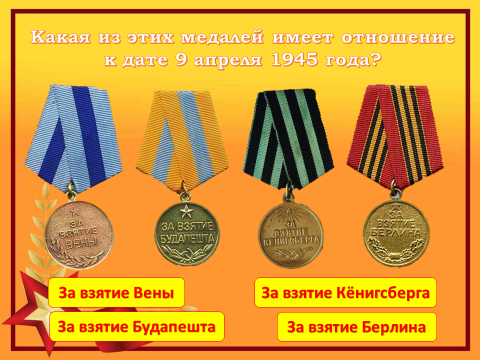 Какая из этих медалей имеет отношение
к дате 9 апреля 1945 года?
ЗА
ВЗЯТИЕ
ВЕНЫ
ЗА ВЗЯТИЕ
БУДАПЕШТА
ЗА
ВЗЯТИЕ
КЕНИГСБЕРГА
ЗА
ВЗЯТИЕ
БЕРЛИНА
За взятие Вены
За взятие Кёнигсберга
За взятие Будапешта
За взятие Берлина